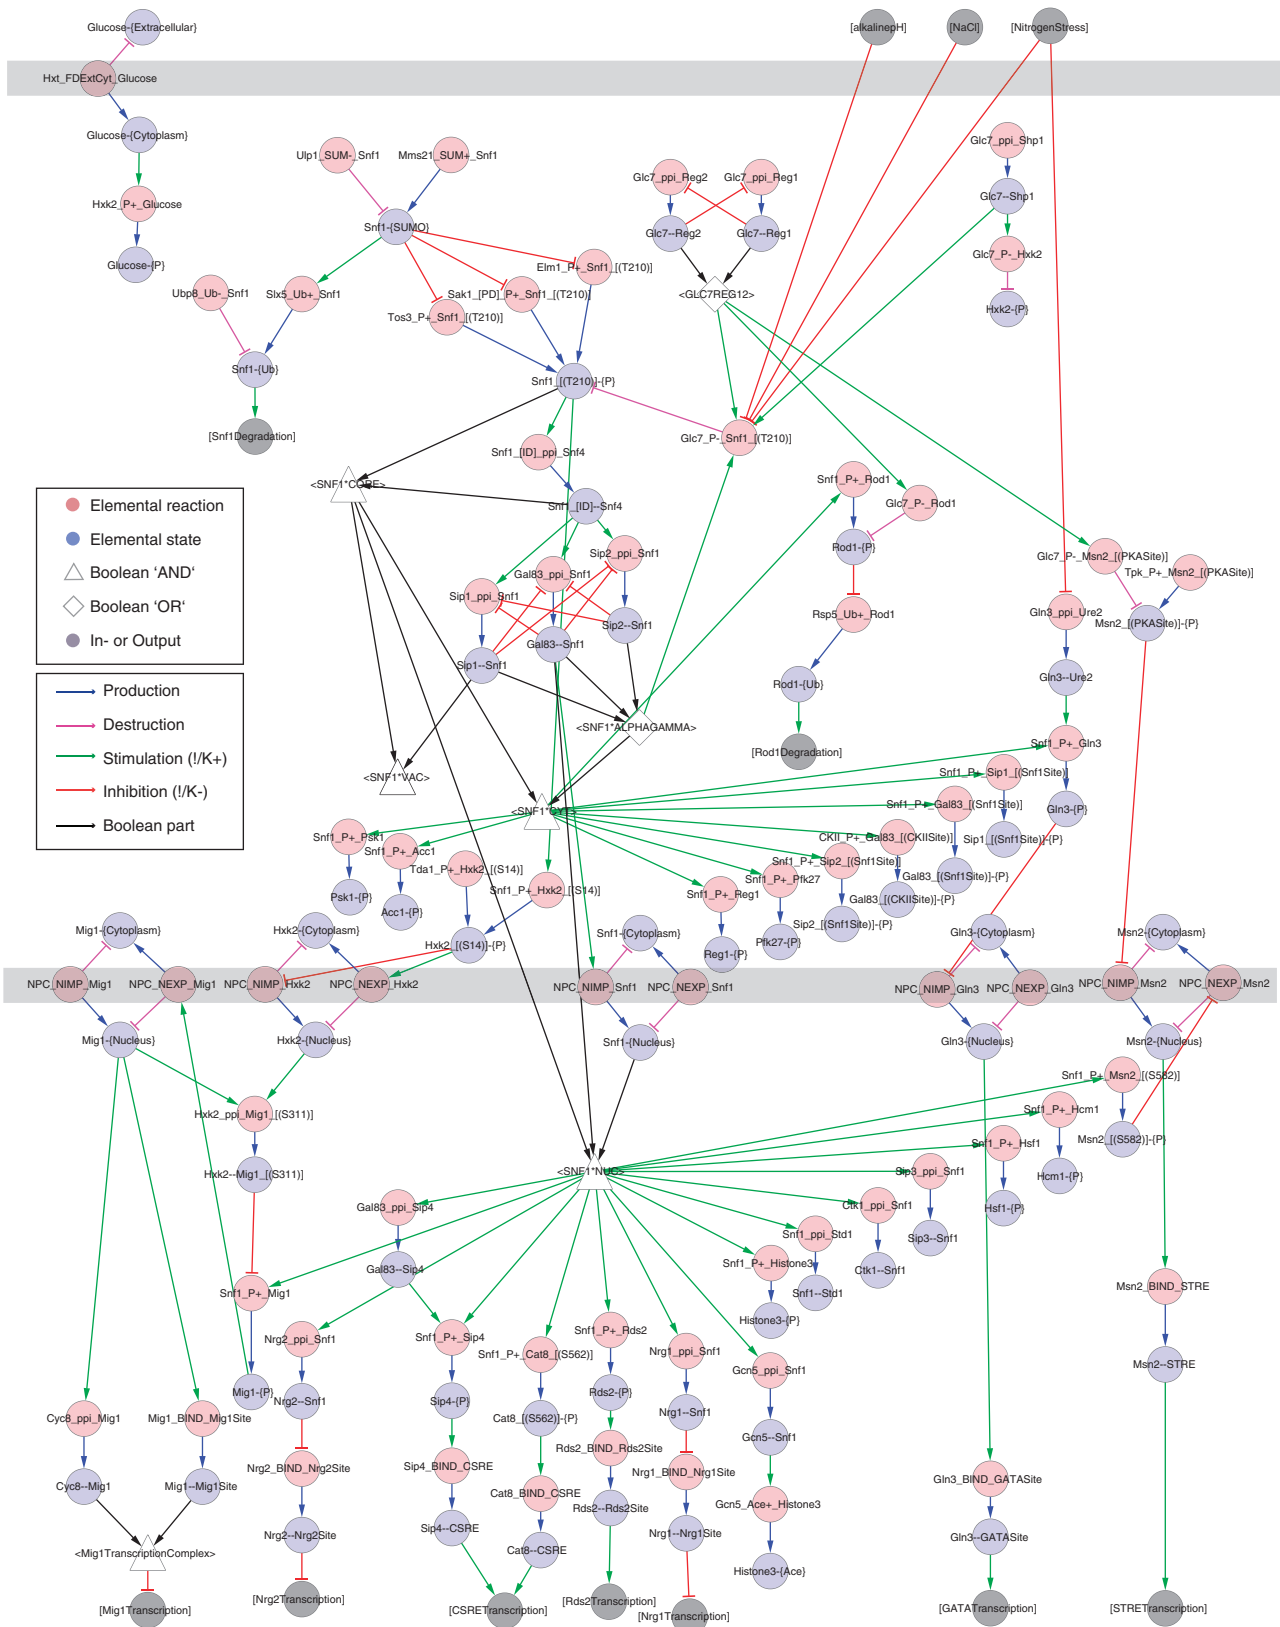 Glucose-{Extracellular}
[alkalinepH]
[NaCl]
[NitrogenStress]
Hxt_FDExtCyt_Glucose
Glucose-{Cytoplasm}
Ulp1_SUM-_Snf1
Mms21_SUM+_Snf1
Glc7_ppi_Shp1
Glc7_ppi_Reg2
Glc7_ppi_Reg1
Hxk2_P+_Glucose
Glc7--Shp1
Snf1-{SUMO}
Glc7--Reg2
Glc7--Reg1
Glucose-{P}
Elm1_P+_Snf1_[(T210)]
Glc7_P-_Hxk2
Ubp8_Ub-_Snf1
Slx5_Ub+_Snf1
Sak1_[PD]_P+_Snf1_[(T210)]
<GLC7REG12>
Tos3_P+_Snf1_[(T210)]
Hxk2-{P}
Snf1-{Ub}
Snf1_[(T210)]-{P}
[Snf1Degradation]
Glc7_P-_Snf1_[(T210)]
Snf1_[ID]_ppi_Snf4
<SNF1*CORE>
Snf1_P+_Rod1
Glc7_P-_Rod1
Snf1_[ID]--Snf4
Elemental reaction
Elemental state
Boolean ‘AND‘
Boolean ‘OR‘
In- or Output
Rod1-{P}
Sip2_ppi_Snf1
Glc7_P-_Msn2_[(PKASite)]
Tpk_P+_Msn2_[(PKASite)]
Gal83_ppi_Snf1
Sip1_ppi_Snf1
Rsp5_Ub+_Rod1
Gln3_ppi_Ure2
Msn2_[(PKASite)]-{P}
Sip2--Snf1
Gal83--Snf1
Sip1--Snf1
Gln3--Ure2
Rod1-{Ub}
Production
Destruction
Stimulation (!/K+)
Inhibition (!/K-)
Boolean part
<SNF1*ALPHAGAMMA>
[Rod1Degradation]
Snf1_P+_Gln3
<SNF1*VAC>
Snf1_P+_Sip1_[(Snf1Site)]
Snf1_P+_Gal83_[(Snf1Site)]
Gln3-{P}
<SNF1*CYT>
Snf1_P+_Psk1
Snf1_P+_Acc1
CKII_P+_Gal83_[(CKIISite)]
Sip1_[(Snf1Site)]-{P}
Tda1_P+_Hxk2_[(S14)]
Snf1_P+_Sip2_[(Snf1Site)]
Snf1_P+_Hxk2_[(S14)]
Snf1_P+_Pfk27
Gal83_[(Snf1Site)]-{P}
Snf1_P+_Reg1
Psk1-{P}
Acc1-{P}
Gal83_[(CKIISite)]-{P}
Sip2_[(Snf1Site)]-{P}
Mig1-{Cytoplasm}
Hxk2-{Cytoplasm}
Hxk2_[(S14)]-{P}
Snf1-{Cytoplasm}
Reg1-{P}
Pfk27-{P}
Gln3-{Cytoplasm}
Msn2-{Cytoplasm}
NPC_NIMP_Mig1
NPC_NEXP_Mig1
NPC_NIMP_Hxk2
NPC_NEXP_Hxk2
NPC_NIMP_Snf1
NPC_NEXP_Snf1
NPC_NIMP_Gln3
NPC_NEXP_Gln3
NPC_NIMP_Msn2
NPC_NEXP_Msn2
Mig1-{Nucleus}
Hxk2-{Nucleus}
Snf1-{Nucleus}
Gln3-{Nucleus}
Msn2-{Nucleus}
Snf1_P+_Msn2_[(S582)]
Hxk2_ppi_Mig1_[(S311)]
Snf1_P+_Hcm1
Msn2_[(S582)]-{P}
Snf1_P+_Hsf1
Hxk2--Mig1_[(S311)]
<SNF1*NUC>
Sip3_ppi_Snf1
Hcm1-{P}
Gal83_ppi_Sip4
Ctk1_ppi_Snf1
Hsf1-{P}
Snf1_ppi_Std1
Sip3--Snf1
Gal83--Sip4
Snf1_P+_Histone3
Ctk1--Snf1
Snf1_P+_Mig1
Snf1--Std1
Msn2_BIND_STRE
Histone3-{P}
Nrg2_ppi_Snf1
Snf1_P+_Sip4
Snf1_P+_Rds2
Snf1_P+_Cat8_[(S562)]
Nrg1_ppi_Snf1
Gcn5_ppi_Snf1
Msn2--STRE
Mig1-{P}
Nrg2--Snf1
Sip4-{P}
Rds2-{P}
Cyc8_ppi_Mig1
Mig1_BIND_Mig1Site
Cat8_[(S562)]-{P}
Nrg1--Snf1
Gcn5--Snf1
Nrg2_BIND_Nrg2Site
Sip4_BIND_CSRE
Rds2_BIND_Rds2Site
Nrg1_BIND_Nrg1Site
Gln3_BIND_GATASite
Cyc8--Mig1
Mig1--Mig1Site
Cat8_BIND_CSRE
Rds2--Rds2Site
Gcn5_Ace+_Histone3
Nrg2--Nrg2Site
Sip4--CSRE
Nrg1--Nrg1Site
Gln3--GATASite
<Mig1TranscriptionComplex>
Cat8--CSRE
Histone3-{Ace}
[Mig1Transcription]
[Nrg2Transcription]
[CSRETranscription]
[Rds2Transcription]
[Nrg1Transcription]
[GATATranscription]
[STRETranscription]